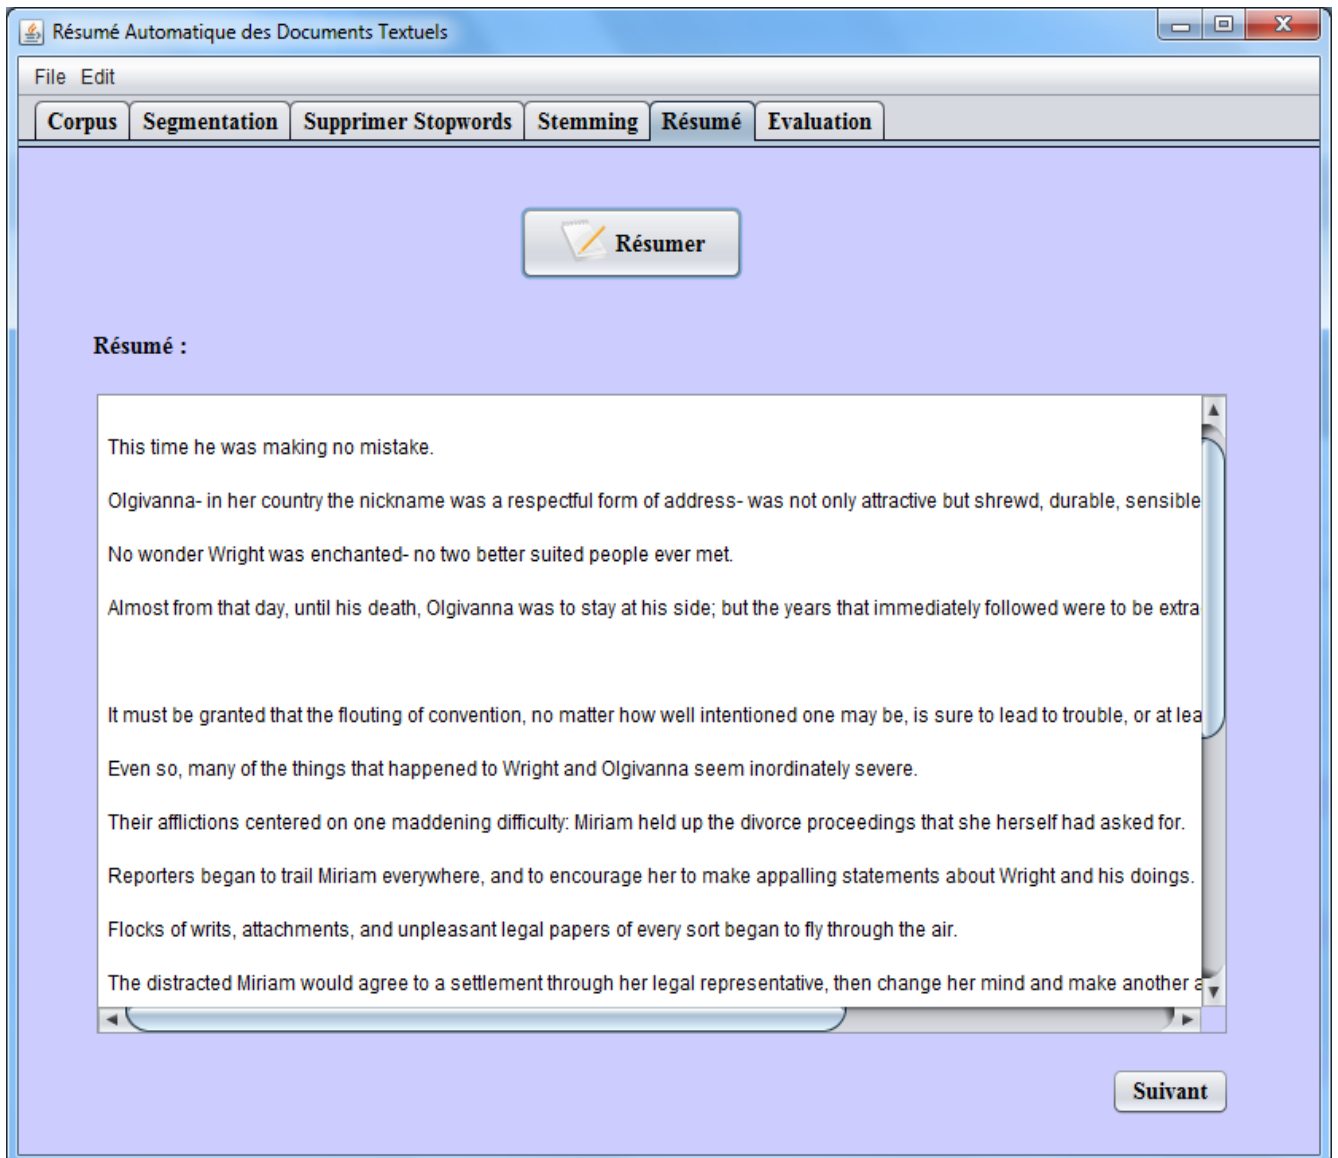 Résumé Automatique des Documents Textuels
File Edit
Corpus Segmentation Supprimer Stopwords Stemming Résumé Evaluation
Résumer
Résumé :
This time he was making no mistake.
Olgivanna- in her country the nickname was a respectful form of address- was not only attractive but shrewd, durable, sensible
No wonder Wright was enchanted- no two better suited people ever met.
Almost from that day, until his death, Olgivanna was to stay at his side; but the years that immediately followed were to be extra
It must be granted that the flouting of convention, no matter how well intentioned one may be, is sure to lead to trouble, or at lea
Even so, many of the things that happened to Wright and Olgivanna seem inordinately severe.
Their afflictions centered on one maddening difficulty: Miriam held up the divorce proceedings that she herself had asked for.
Reporters began to trail Miriam everywhere, and to encourage her to make appalling statements about Wright and his doings.
Flocks of writs, attachments, and unpleasant legal papers of every sort began to fly through the air.
The distracted Miriam would agree to a settlement through her legal representative, then change her mind and make another a
Suivant